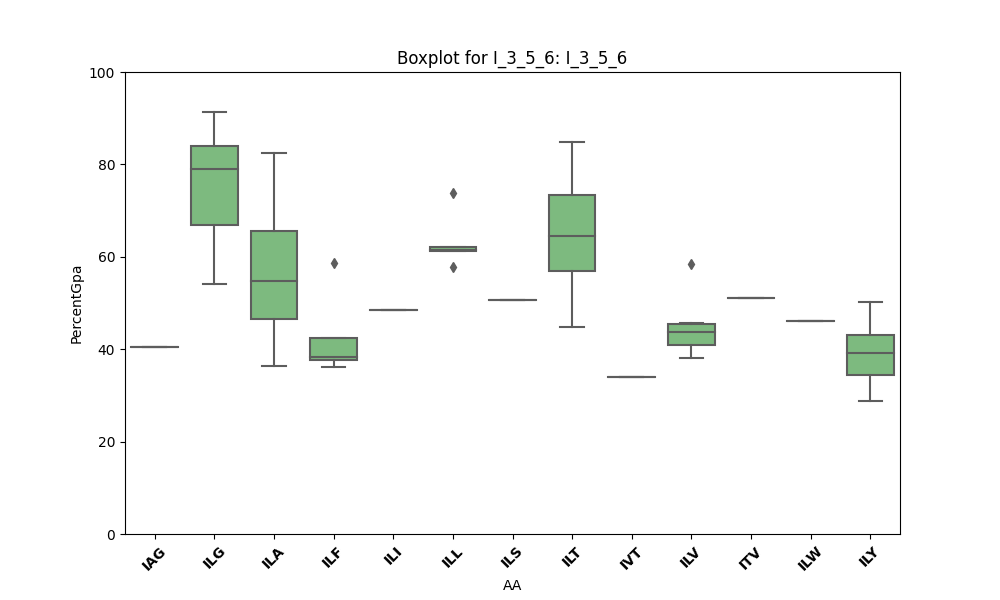 Boxplot for I_3_5_6: I_3_5_6
PercentGpa
100
80
60
40
20
0
IAG ILG ILA ILF ILI ILL ILS ILT IVT ILV ITV ILW ILY
AA